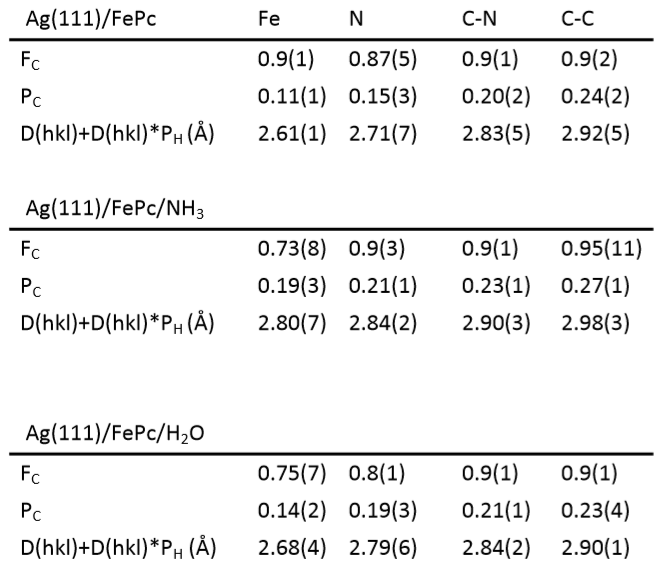 Ag(111)/FePc Fe N C-N C-C
F_C 0.9(1) 0.87(5) 0.9(1) 0.9(2)
P_C 0.11(1) 0.15(3) 0.20(2) 0.24(2)
D(hkl)+D(hkl)*P_H (Å) 2.61(1) 2.71(7) 2.83(5) 2.92(5)
Ag(111)/FePc/NH₃
F_C 0.73(8) 0.9(3) 0.9(1) 0.95(11)
P_C 0.19(3) 0.21(1) 0.23(1) 0.27(1)
D(hkl)+D(hkl)*P_H (Å) 2.80(7) 2.84(2) 2.90(3) 2.98(3)
Ag(111)/FePc/H₂O
F_C 0.75(7) 0.8(1) 0.9(1) 0.9(1)
P_C 0.14(2) 0.19(3) 0.21(1) 0.23(4)
D(hkl)+D(hkl)*P_H (Å) 2.68(4) 2.79(6) 2.84(2) 2.90(1)